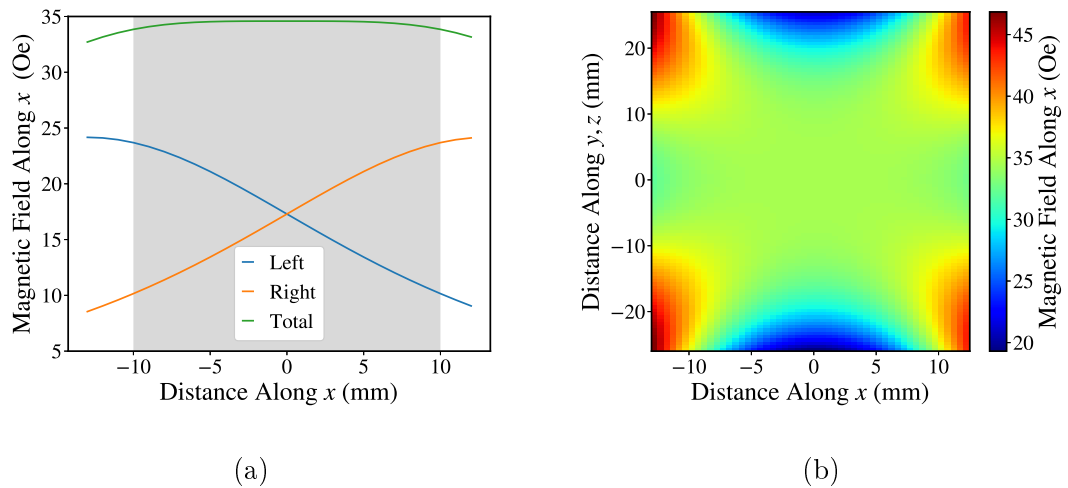 35
30
25
20
15
10
5
Magnetic Field Along x (Oe)
Left
Right
Total
−10
−5
0
5
10
Distance Along x (mm)
(a)
20
10
0
−10
−20
Distance Along y, z (mm)
−10
−5
0
5
10
Distance Along x (mm)
45
40
35
30
25
20
Magnetic Field Along x (Oe)
(b)